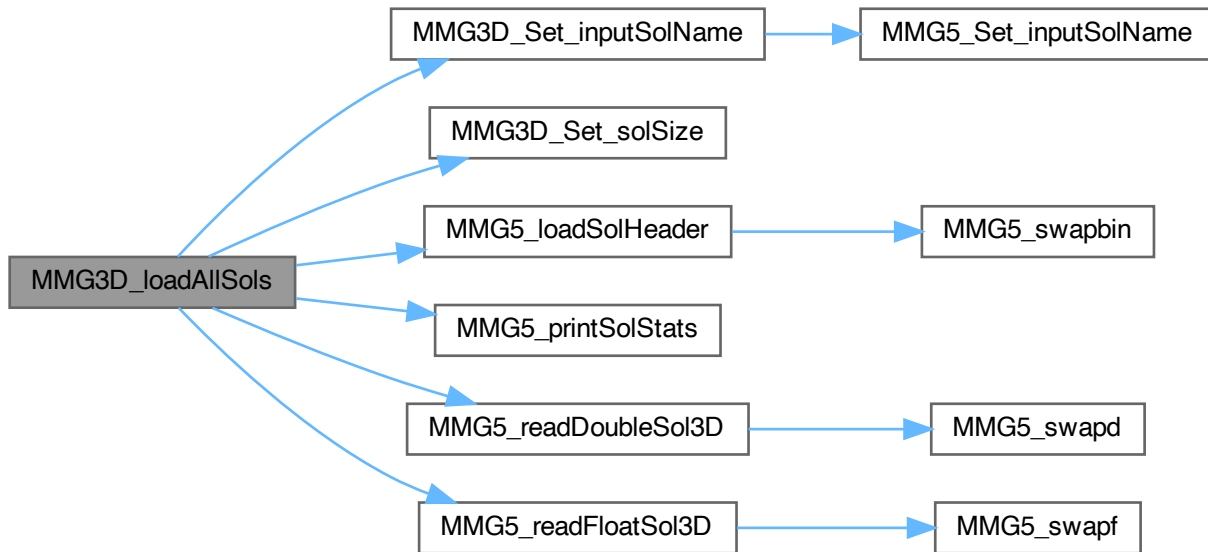 MMG3D_Set_inputSolName
MMG5_Set_inputSolName
MMG3D_Set_solSize
MMG5_loadSolHeader
MMG5_swapbin
MMG3D_loadAllSols
MMG5_printSolStats
MMG5_readDoubleSol3D
MMG5_swapd
MMG5_readFloatSol3D
MMG5_swapf